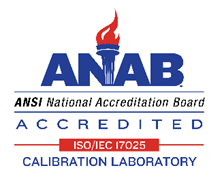 ANAB
ANSI National Accreditation Board
ACCREDITED
ISO/IEC 17025
CALIBRATION LABORATORY